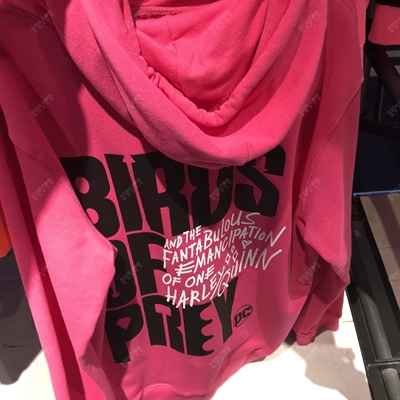 BIRDS
OF
PREY
AND THE
FANTABULOUS
EMANCIPATION
OF ONE
HARLEY QUINN
DC